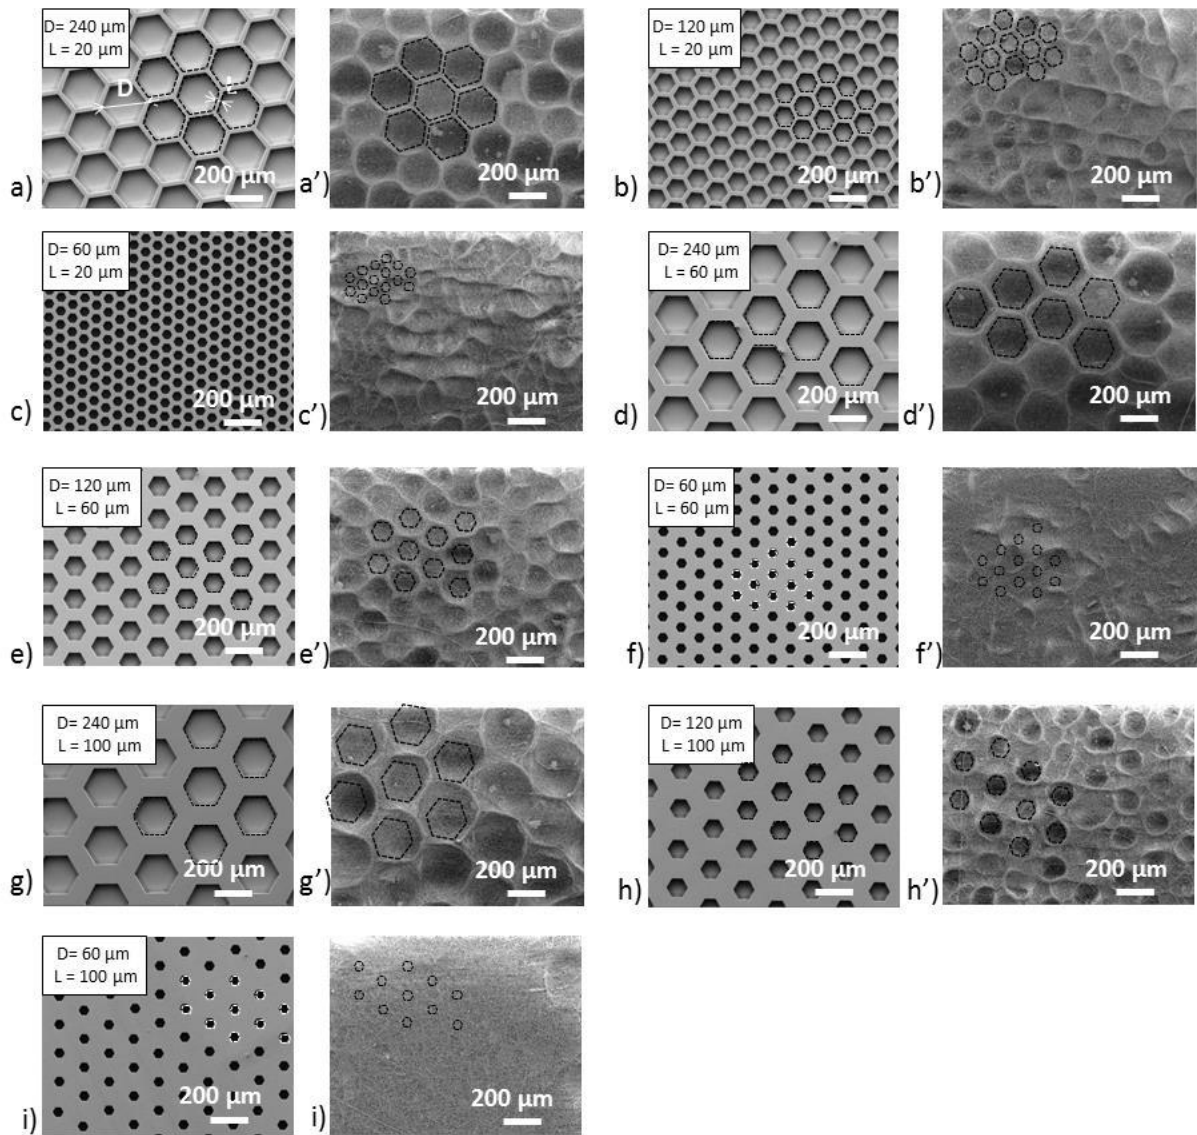 D= 240 µm
L = 20 µm
D
L
200 µm
a)
200 µm
a’)
D= 120 µm
L = 20 µm
200 µm
b)
200 µm
b’)
D= 60 µm
L = 20 µm
200 µm
c)
200 µm
c’)
D= 240 µm
L = 60 µm
200 µm
d)
200 µm
d’)
D= 120 µm
L = 60 µm
200 µm
e)
200 µm
e’)
D= 60 µm
L = 60 µm
200 µm
f)
200 µm
f’)
D= 240 µm
L = 100 µm
200 µm
g)
200 µm
g’)
D= 120 µm
L = 100 µm
200 µm
h)
200 µm
h’)
D= 60 µm
L = 100 µm
200 µm
i)
200 µm
i)